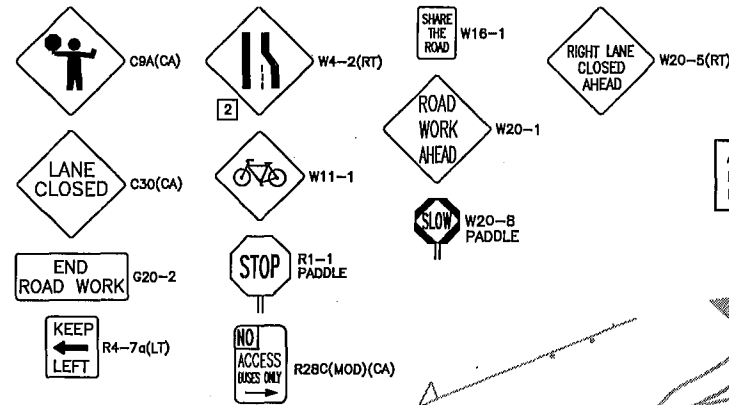 C9A(CA)
2
W4-2(RT)
SHARE
THE
ROAD
W16-1
RIGHT LANE
CLOSED
AHEAD
W20-5(RT)
LANE
CLOSED
C30(CA)
W11-1
ROAD
WORK
AHEAD
W20-1
SLOW
W20-8
PADDLE
END
ROAD WORK
G20-2
STOP
R1-1
PADDLE
KEEP
LEFT
R4-7a(LT)
NO
ACCESS
BUSES ONLY
R28C(MOD)(CA)